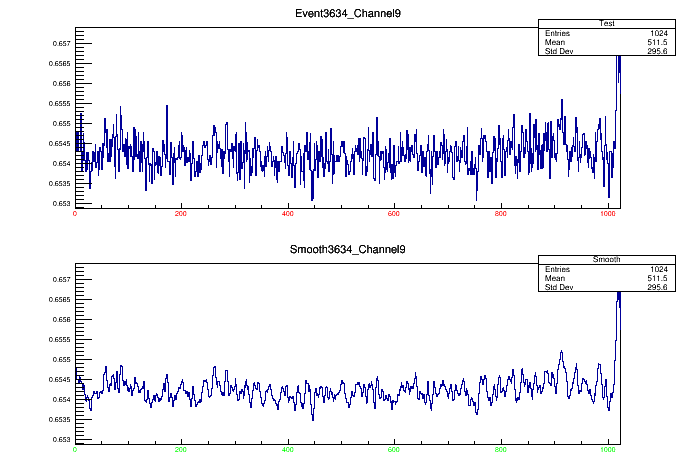 Event3634_Channel9
Test
Entries 1024
Mean 511.5
Std Dev 295.6
0.657
0.6565
0.656
0.6555
0.655
0.6545
0.654
0.6535
0.653
0 200 400 600 800 1000
Smooth3634_Channel9
Smooth
Entries 1024
Mean 511.5
Std Dev 295.6
0.657
0.6565
0.656
0.6555
0.655
0.6545
0.654
0.6535
0.653
0 200 400 600 800 1000